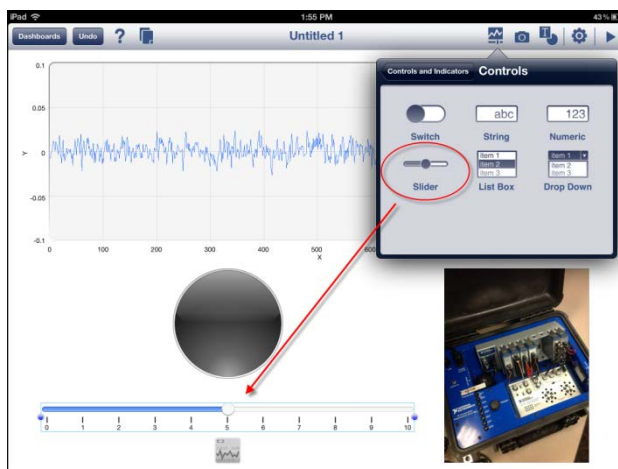 iPad 1:55 PM 43%
Dashboards Undo ? Untitled 1
Controls and Indicators Controls
abc 123
Switch String Numeric
Item 1 Item 1
Item 2 Item 2
Item 3 Item 3
Slider List Box Drop Down
0.1
0.05
Y 0
-0.05
-0.1
0 100 200 300 400 500
X
0 1 2 3 4 5 6 7 8 9 10